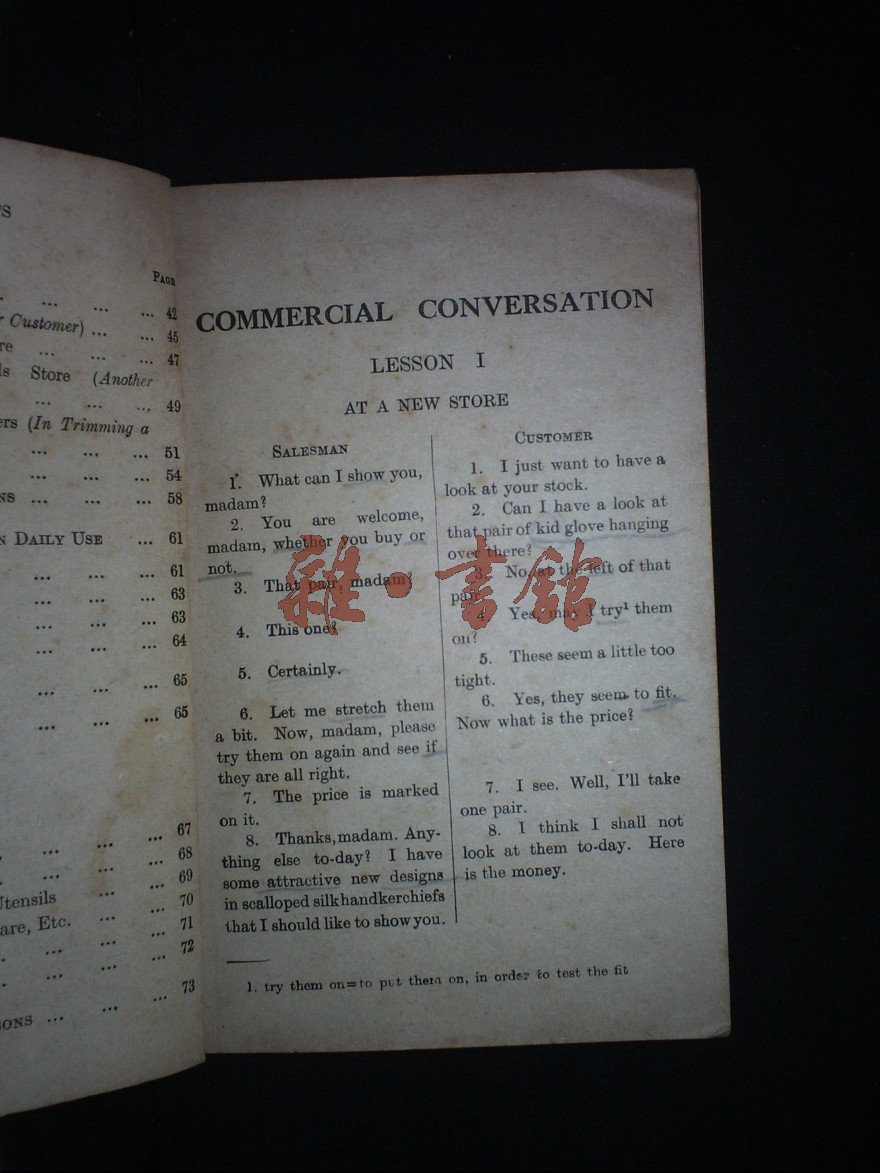 'S
PAGE
... ... ... 42
r Customer) ... ... 45
re ... ... ... 47
ls Store (Another
... ... ... 49
ers (In Trimming a
... ... ... 51
... ... ... 54
NS ... ... ... 58
N DAILY USE ... 61
... ... ... 61
... ... ... 63
... ... ... 63
... ... ... 64
... ... ... 65
... ... ... 65
... ... ... 67
... ... ... 68
... ... ... 69
Utensils ... ... 70
are, Etc. ... ... 71
... ... ... 72
... ... ...
... 73
SONS ... ...
COMMERCIAL CONVERSATION
LESSON I
AT A NEW STORE
SALESMAN
1. What can I show you,
madam?
2. You are welcome,
madam, whether you buy or
not.
3. That pair, madam?
4. This one?
5. Certainly.
6. Let me stretch them
a bit. Now, madam, please
try them on again and see if
they are all right.
7. The price is marked
on it.
8. Thanks, madam. Any-
thing else to-day? I have
some attractive new designs
in scalloped silk handkerchiefs
that I should like to show you.
CUSTOMER
1. I just want to have a
look at your stock.
2. Can I have a look at
that pair of kid glove hanging
over there?
3. No, at the left of that
pair.
4. Yes, may I try¹ them
on?
5. These seem a little too
tight.
6. Yes, they seem to fit.
Now what is the price?
7. I see. Well, I'll take
one pair.
8. I think I shall not
look at them to-day. Here
is the money.
1. try them on=to put them on, in order to test the fit
雜·書館